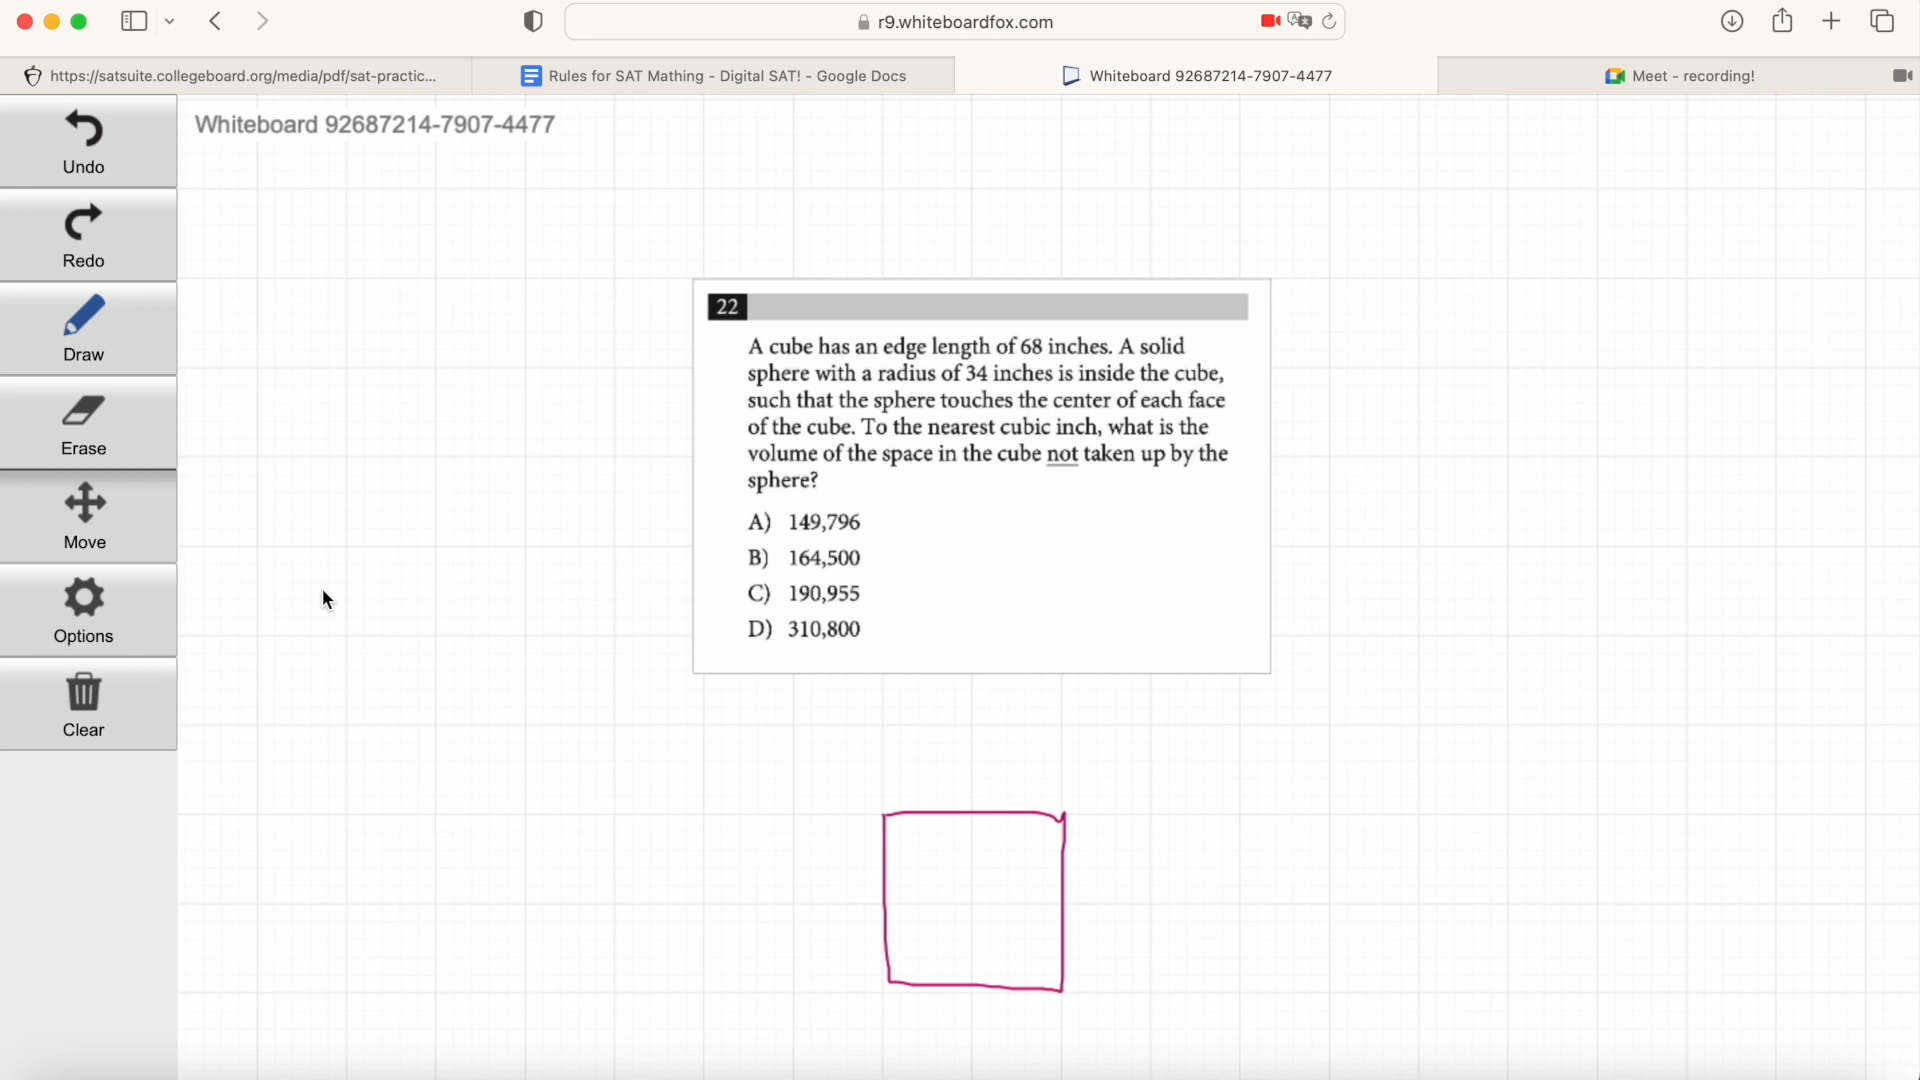 r9.whiteboardfox.com
https://satsuite.collegeboard.org/media/pdf/sat-practic...
Rules for SAT Mathing - Digital SAT! - Google Docs
Whiteboard 92687214-7907-4477
Meet - recording!
Undo
Redo
Draw
Erase
Move
Options
Clear
Whiteboard 92687214-7907-4477
22
A cube has an edge length of 68 inches. A solid
sphere with a radius of 34 inches is inside the cube,
such that the sphere touches the center of each face
of the cube. To the nearest cubic inch, what is the
volume of the space in the cube not taken up by the
sphere?
A) 149,796
B) 164,500
C) 190,955
D) 310,800